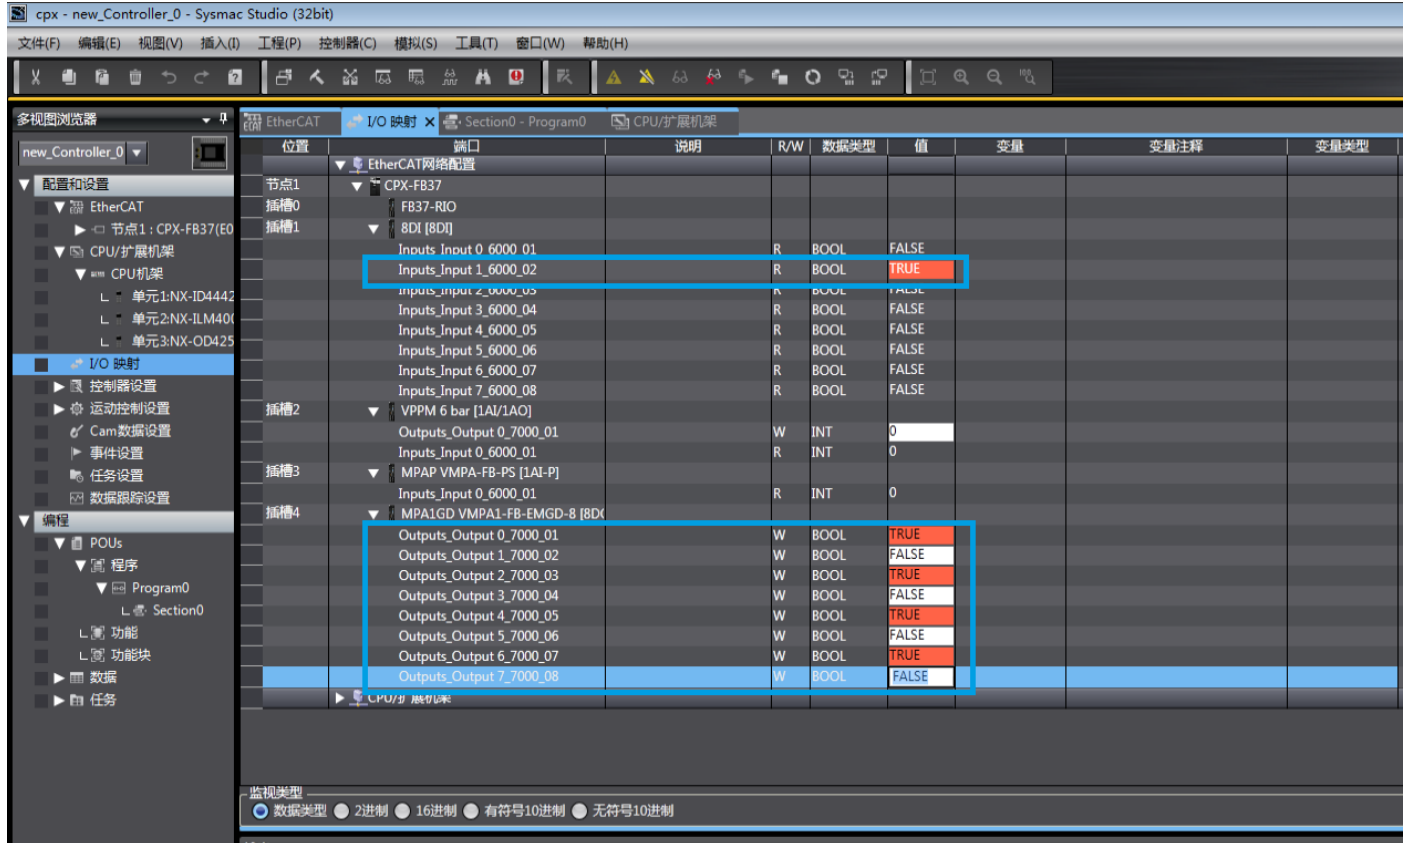 cpx - new_Controller_0 - Sysmac Studio (32bit)
文件(F) 编辑(E) 视图(V) 插入(I) 工程(P) 控制器(C) 模拟(S) 工具(T) 窗口(W) 帮助(H)
多视图浏览器
EtherCAT I/O 映射 Section0 - Program0 CPU/扩展机架
new_Controller_0
位置 端口 说明 R/W 数据类型 值 变量 变量注释 变量类型
EtherCAT网络配置
配置和设置
节点1 CPX-FB37
EtherCAT
插槽0 FB37-RIO
节点1 : CPX-FB37(E0
插槽1 8DI [8DI]
CPU/扩展机架
Inputs_Input 0_6000_01 R BOOL FALSE
CPU机架
Inputs_Input 1_6000_02 R BOOL TRUE
单元1:NX-ID4442
Inputs_Input 2_6000_03 R BOOL FALSE
单元2:NX-ILM400
Inputs_Input 3_6000_04 R BOOL FALSE
单元3:NX-OD425
Inputs_Input 4_6000_05 R BOOL FALSE
I/O 映射
Inputs_Input 5_6000_06 R BOOL FALSE
Inputs_Input 6_6000_07 R BOOL FALSE
控制器设置
Inputs_Input 7_6000_08 R BOOL FALSE
运动控制设置
插槽2 VPPM 6 bar [1AI/1AO]
Cam数据设置
Outputs_Output 0_7000_01 W INT 0
事件设置
Inputs_Input 0_6000_01 R INT 0
任务设置
插槽3 MPAP VMPA-FB-PS [1AI-P]
数据跟踪设置
Inputs_Input 0_6000_01 R INT 0
编程
插槽4 MPA1GD VMPA1-FB-EMGD-8 [8DO
POUs
Outputs_Output 0_7000_01 W BOOL TRUE
Outputs_Output 1_7000_02 W BOOL FALSE
程序
Outputs_Output 2_7000_03 W BOOL TRUE
Program0
Outputs_Output 3_7000_04 W BOOL FALSE
Section0
Outputs_Output 4_7000_05 W BOOL TRUE
功能
Outputs_Output 5_7000_06 W BOOL FALSE
功能块
Outputs_Output 6_7000_07 W BOOL TRUE
数据
Outputs_Output 7_7000_08 W BOOL FALSE
任务
CPU/扩展机架
监视类型
数据类型 2进制 16进制 有符号10进制 无符号10进制